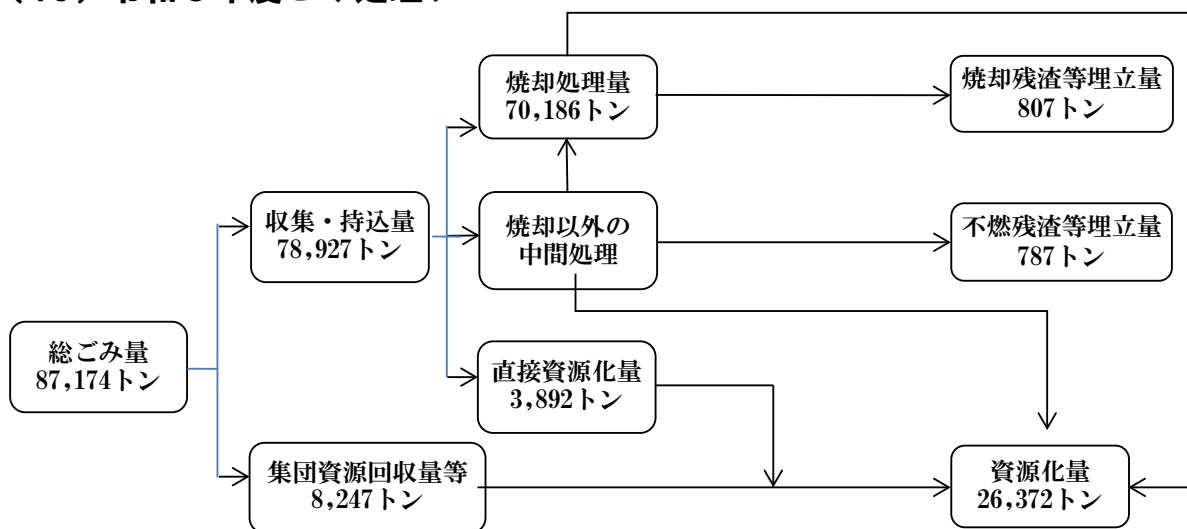 焼却処理量
70,186トン
焼却残渣等埋立量
807トン
収集・持込量
78,927トン
焼却以外の
中間処理
不燃残渣等埋立量
787トン
総ごみ量
87,174トン
直接資源化量
3,892トン
集団資源回収量等
8,247トン
資源化量
26,372トン